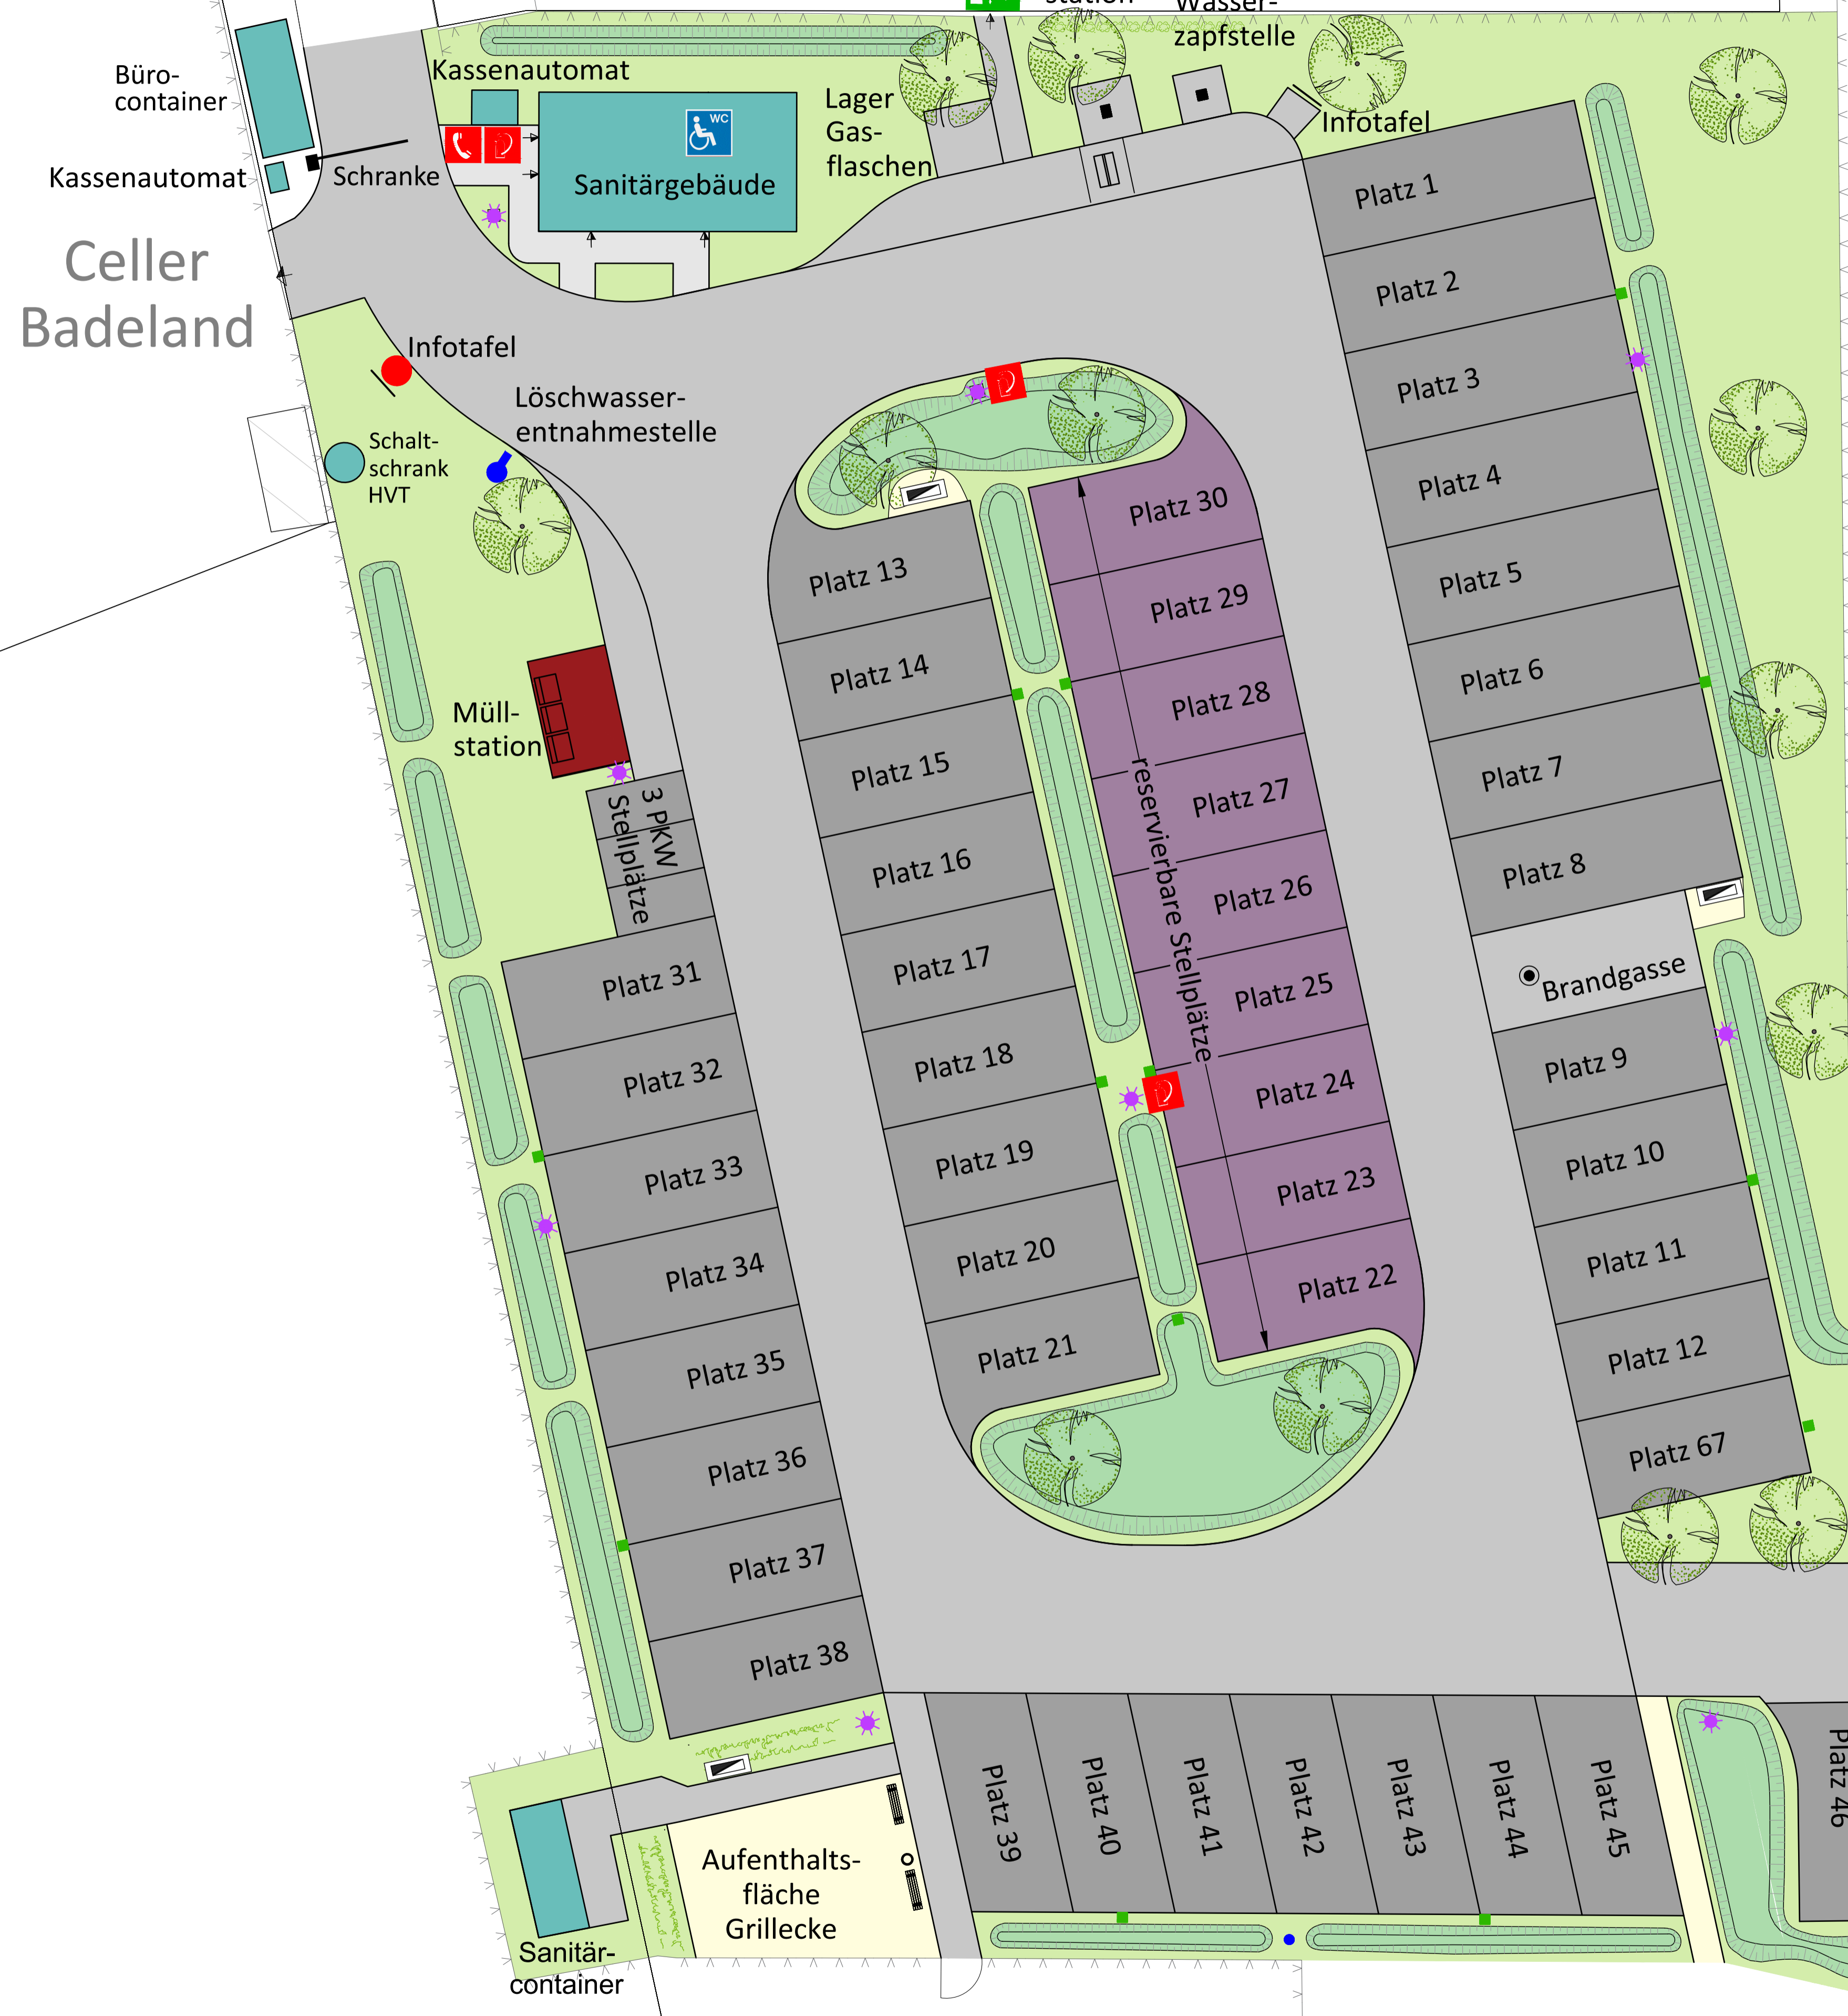 station
Wasser-
zapfstelle
Büro-
container
Kassenautomat
WC
Lager
Gas-
flaschen
Infotafel
Kassenautomat
Schranke
Sanitärgebäude
Celler
Badeland
Infotafel
Löschwasser-
entnahmestelle
Schalt-
schrank
HVT
Müll-
station
3 PKW
Stellplätze
Platz 1
Platz 2
Platz 3
Platz 4
Platz 5
Platz 6
Platz 7
Platz 8
Brandgasse
Platz 9
Platz 10
Platz 11
Platz 12
Platz 67
Platz 13
Platz 14
Platz 15
Platz 16
Platz 17
Platz 18
Platz 19
Platz 20
Platz 21
Platz 30
Platz 29
Platz 28
Platz 27
Platz 26
Platz 25
Platz 24
Platz 23
Platz 22
reservierbare Stellplätze
Platz 31
Platz 32
Platz 33
Platz 34
Platz 35
Platz 36
Platz 37
Platz 38
Platz 39
Platz 40
Platz 41
Platz 42
Platz 43
Platz 44
Platz 45
Platz 46
Aufenthalts-
fläche
Grillecke
Sanitär-
container